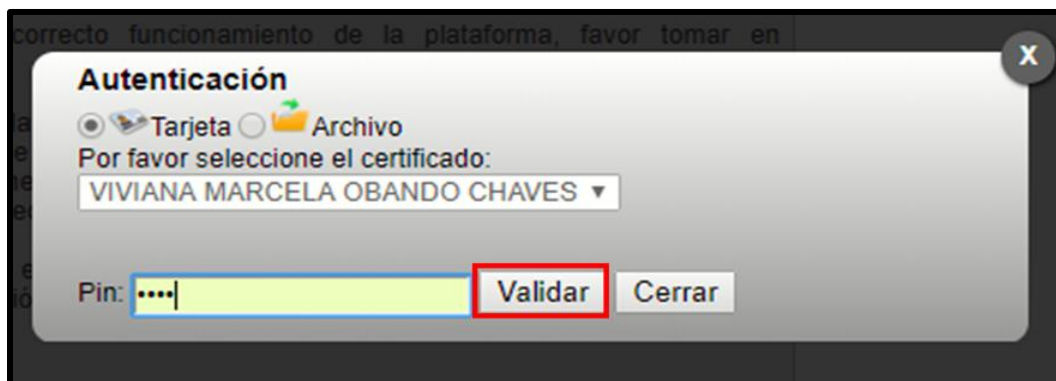 correcto funcionamiento de la plataforma, favor tomar en
X
Autenticación
Tarjeta Archivo
Por favor seleccione el certificado:
VIVIANA MARCELA OBANDO CHAVES
Pin: •••• Validar Cerrar